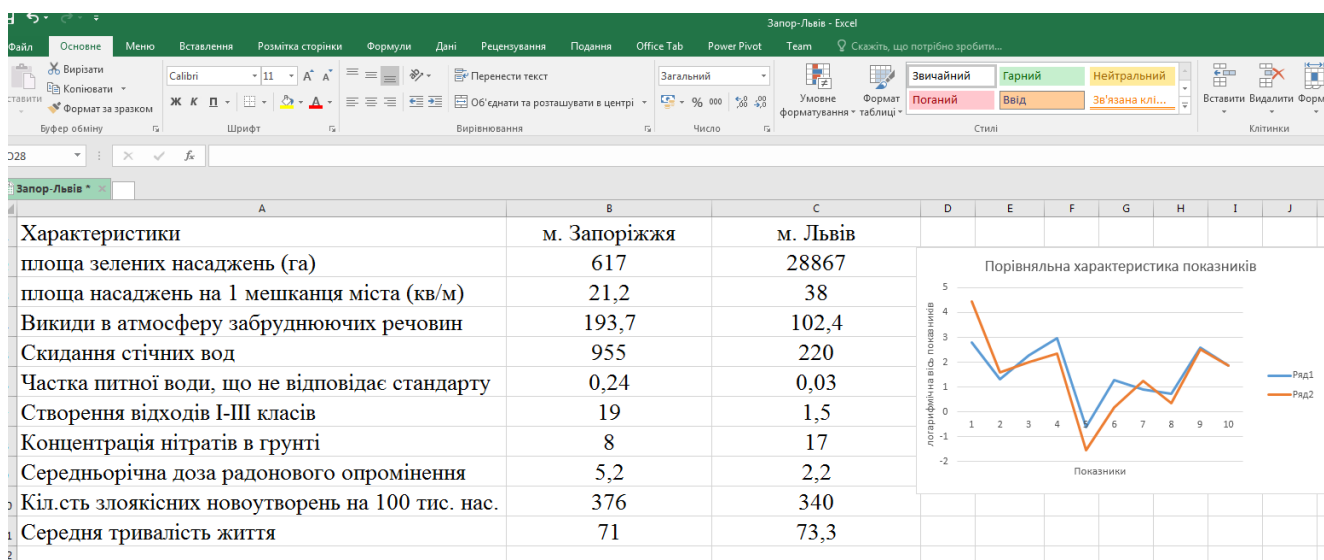 Запор-Львів - Excel
Файл Основне Меню Вставлення Розмітка сторінки Формули Дані Рецензування Подання Office Tab Power Pivot Team Скажіть, що потрібно зробити...
Вирізати
Копіювати
Формат за зразком
Буфер обміну
Calibri 11
Ж К П
Шрифт
Перенести текст
Об'єднати та розташувати в центрі
Вирівнювання
Загальний
% 000
Число
Умовне форматування
Формат таблиці
Звичайний Гарний Нейтральний
Поганий Ввід Зв'язана клі...
Стилі
Вставити Видалити Форм
Клітинки
fx
Запор-Львів *
A B C D E F G H I J
Характеристики м. Запоріжжя м. Львів
площа зелених насаджень (га) 617 28867
площа насаджень на 1 мешканця міста (кв/м) 21,2 38
Викиди в атмосферу забруднюючих речовин 193,7 102,4
Скидання стічних вод 955 220
Частка питної води, що не відповідає стандарту 0,24 0,03
Створення відходів І-ІІІ класів 19 1,5
Концентрація нітратів в грунті 8 17
Середньорічна доза радонового опромінення 5,2 2,2
Кіл.сть злоякісних новоутворень на 100 тис. нас. 376 340
Середня тривалість життя 71 73,3
Порівняльна характеристика показників
логарифмічна вісь показників
5
4
3
2
1
0
-1
-2
1 2 3 4 5 6 7 8 9 10
Показники
Ряд1
Ряд2